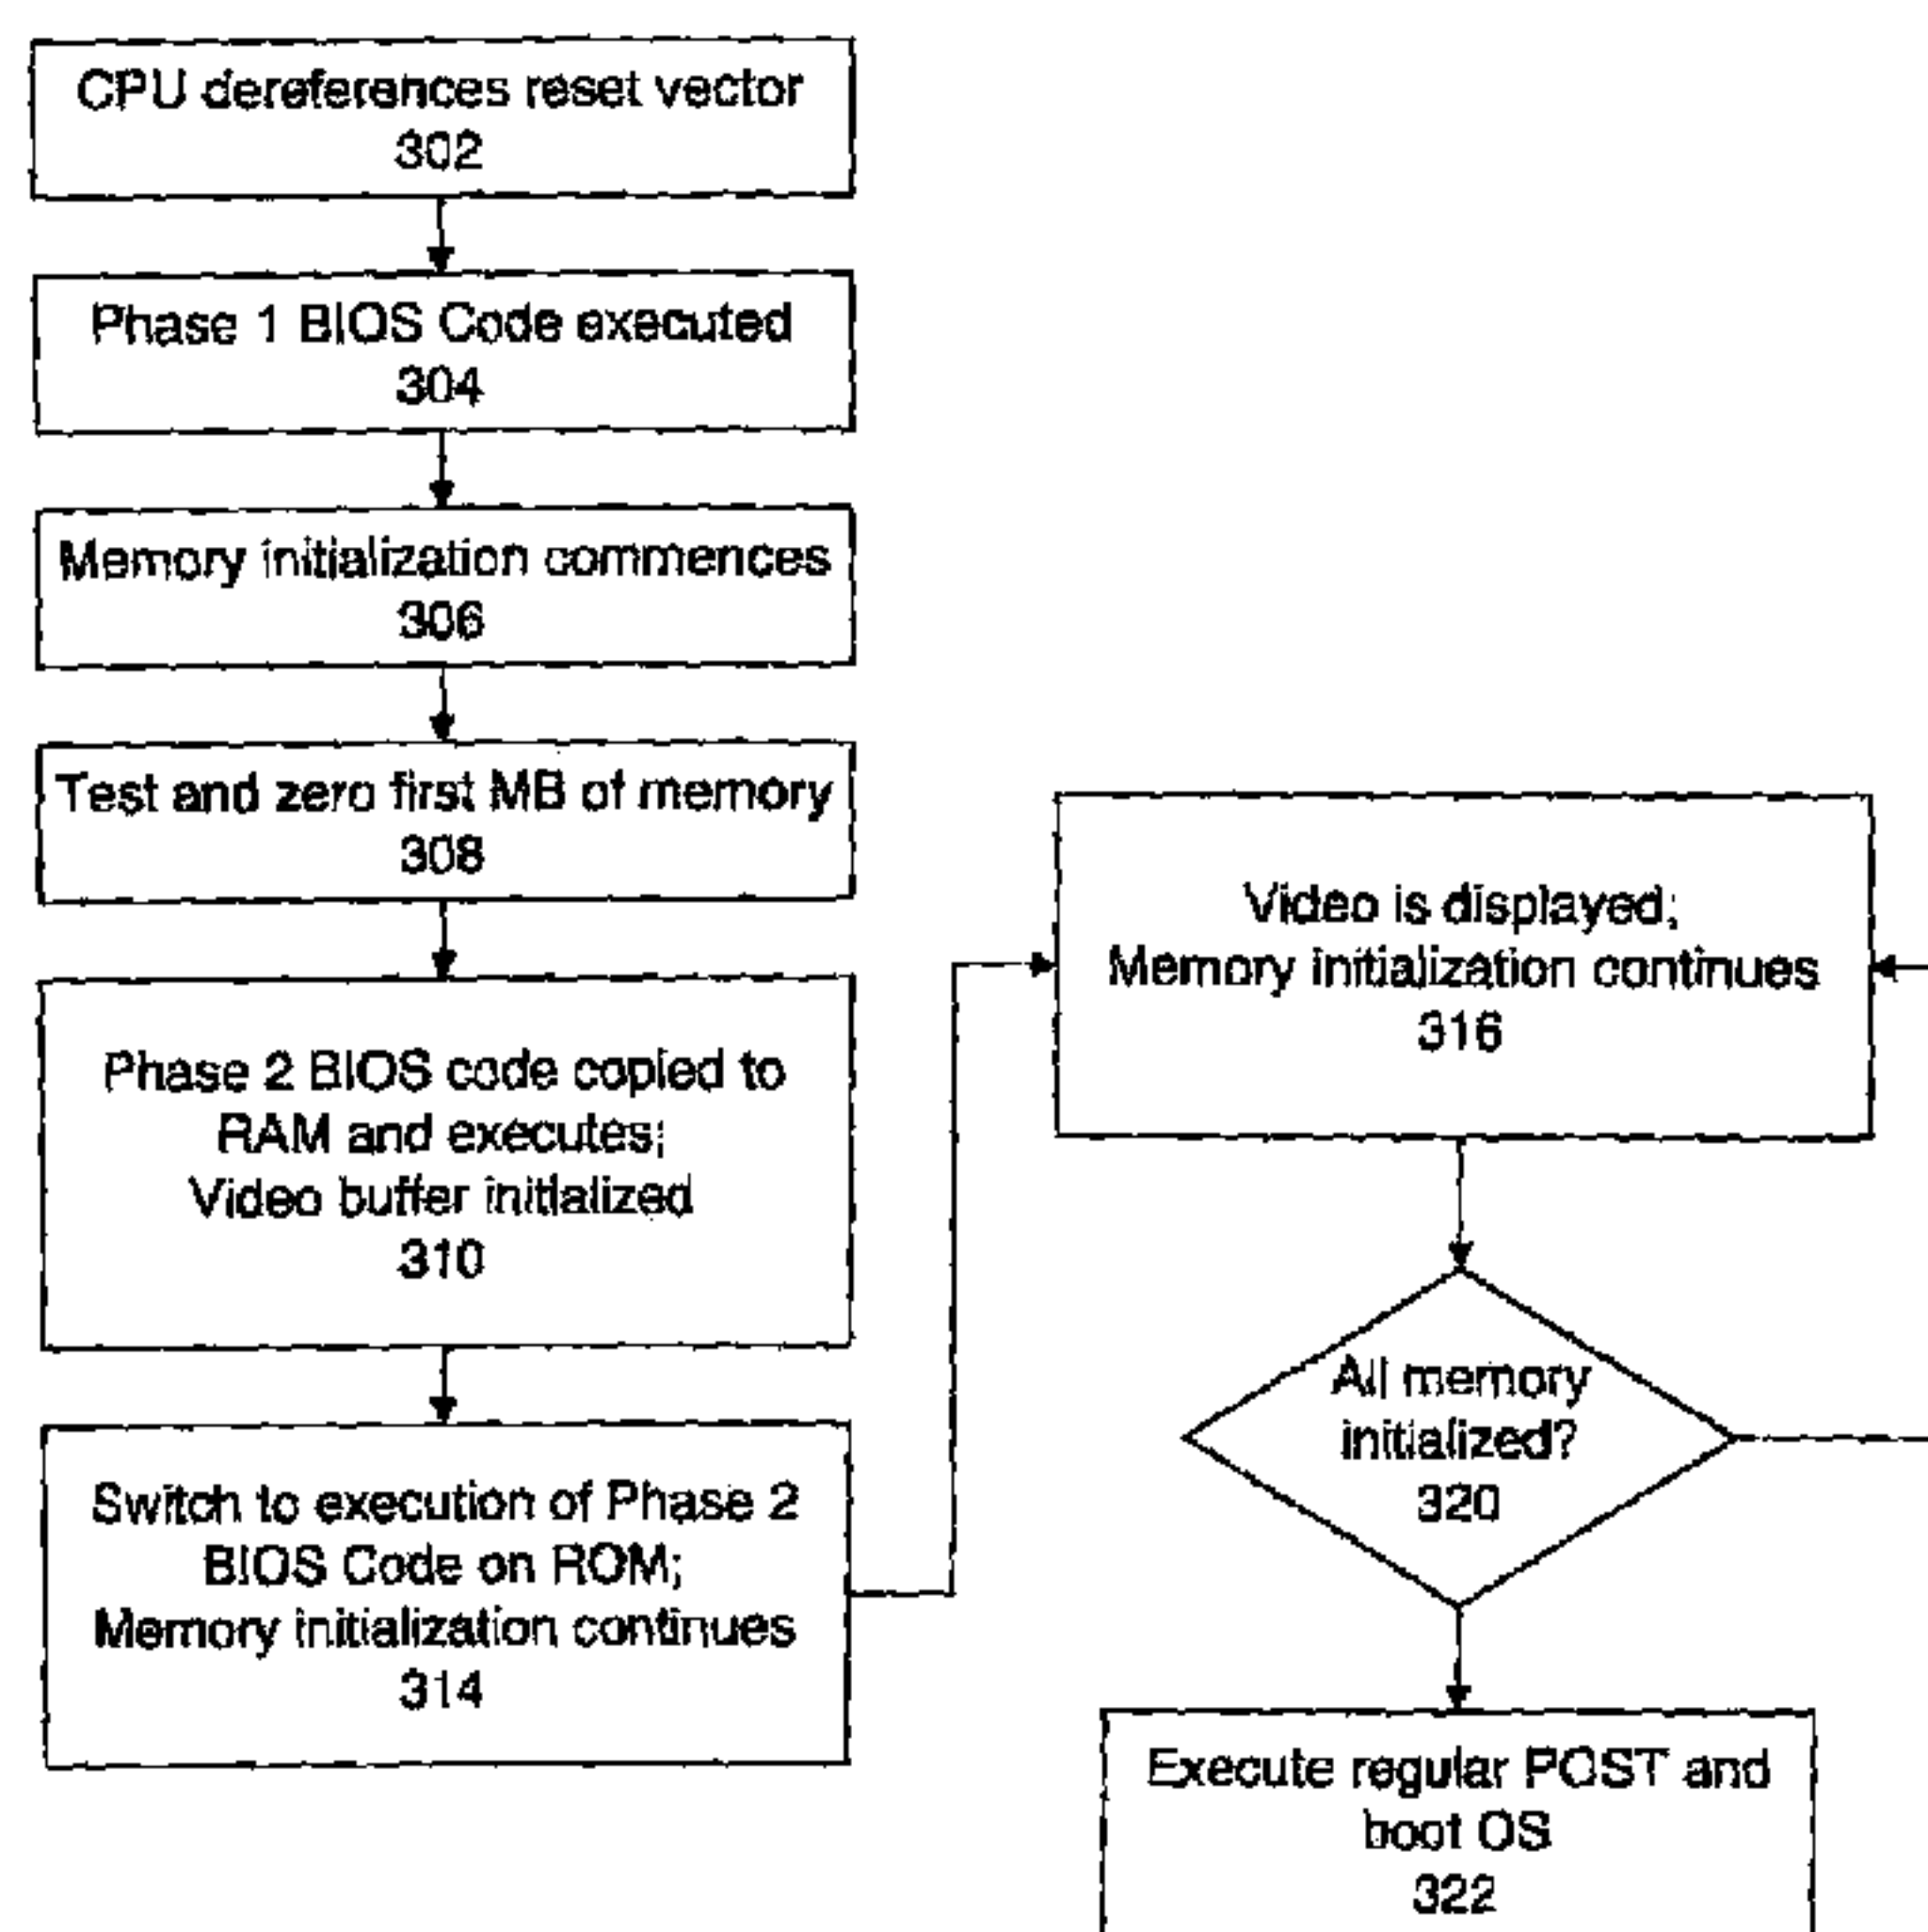 CPU dereferences reset vector
302
Phase 1 BIOS Code executed
304
Memory initialization commences
306
Test and zero first MB of memory
308
Phase 2 BIOS code copied to
RAM and executes;
Video buffer initialized
310
Switch to execution of Phase 2
BIOS Code on ROM;
Memory initialization continues
314
Video is displayed;
Memory initialization continues
316
All memory
initialized?
320
Execute regular POST and
boot OS
322